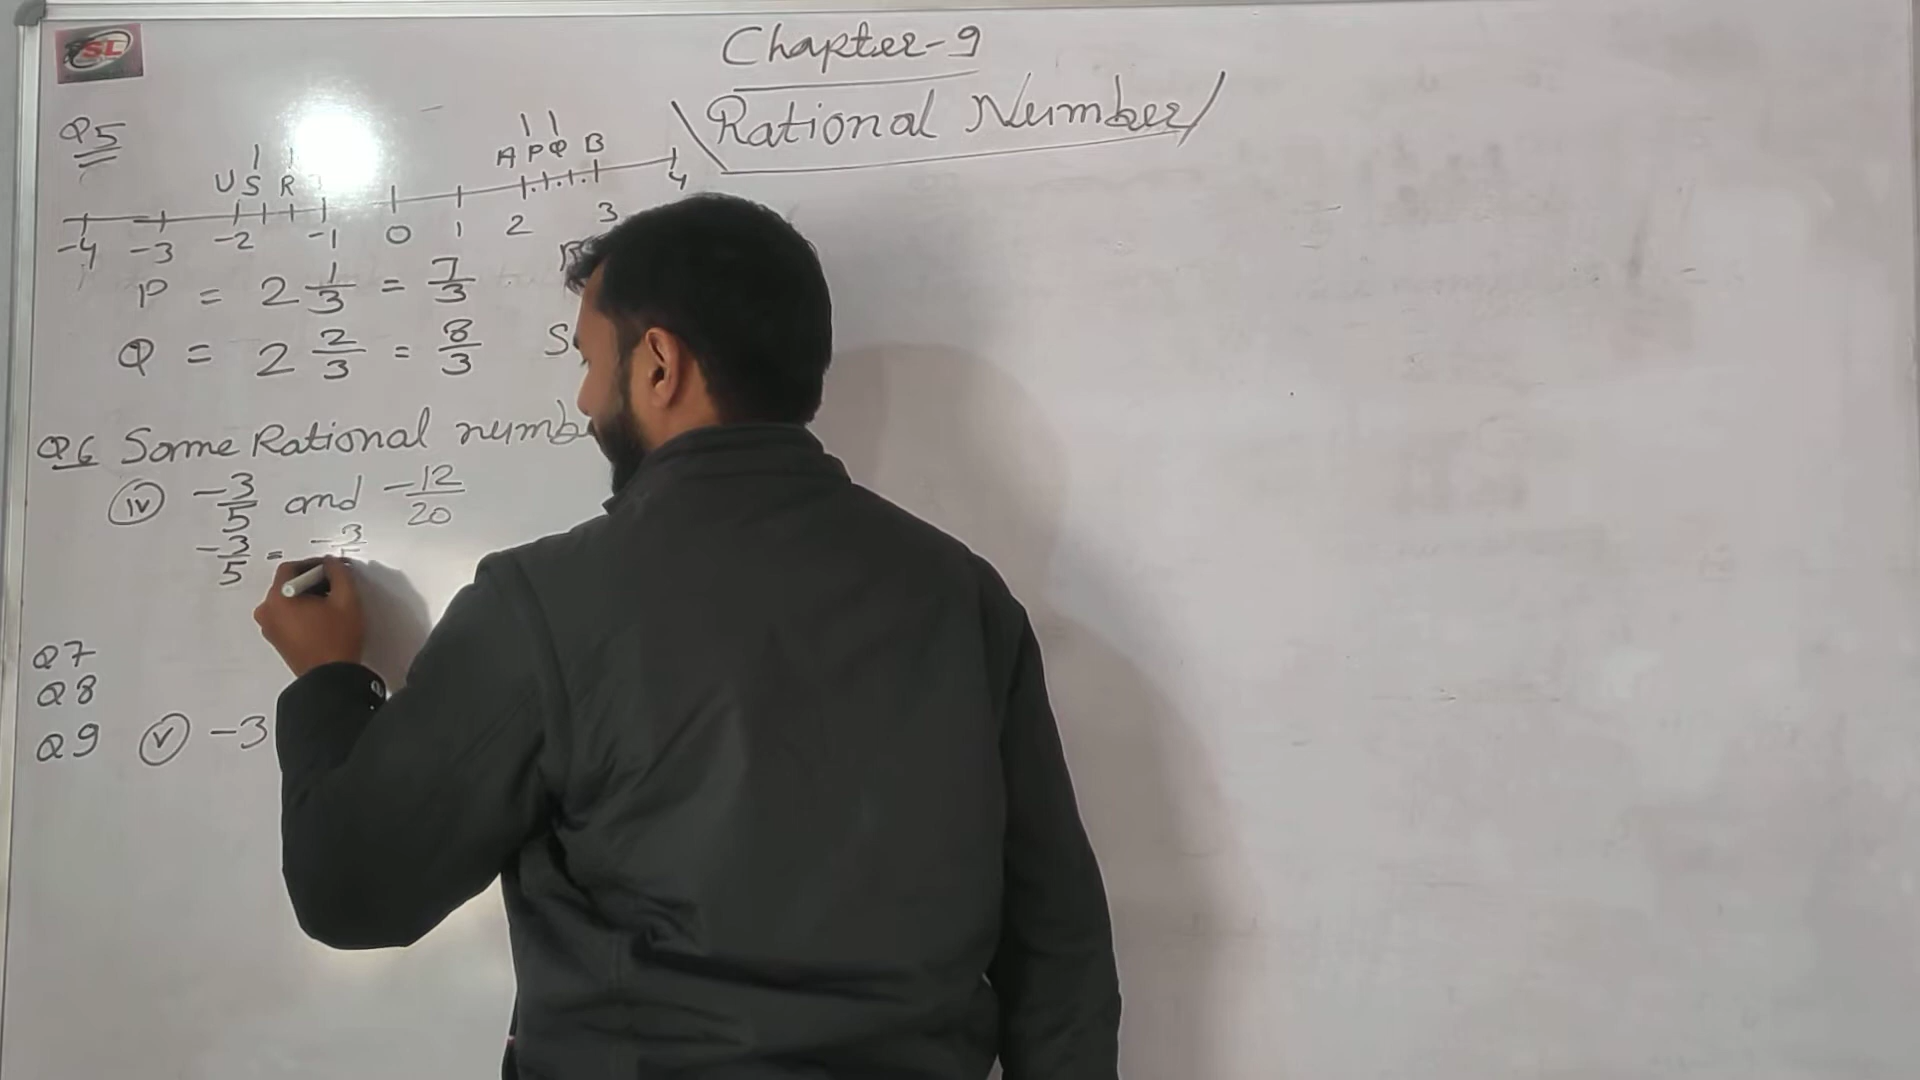 SL
Chapter-9
Rational Number
Q5
U S R A P Q B
-4 -3 -2 -1 0 1 2 3 4
P = 2 1/3 = 7/3
Q = 2 2/3 = 8/3
Q6 Some Rational
(iv) -3/5 and -12/20
-3/5 = -3
Q7
Q8
Q9 (v) -3